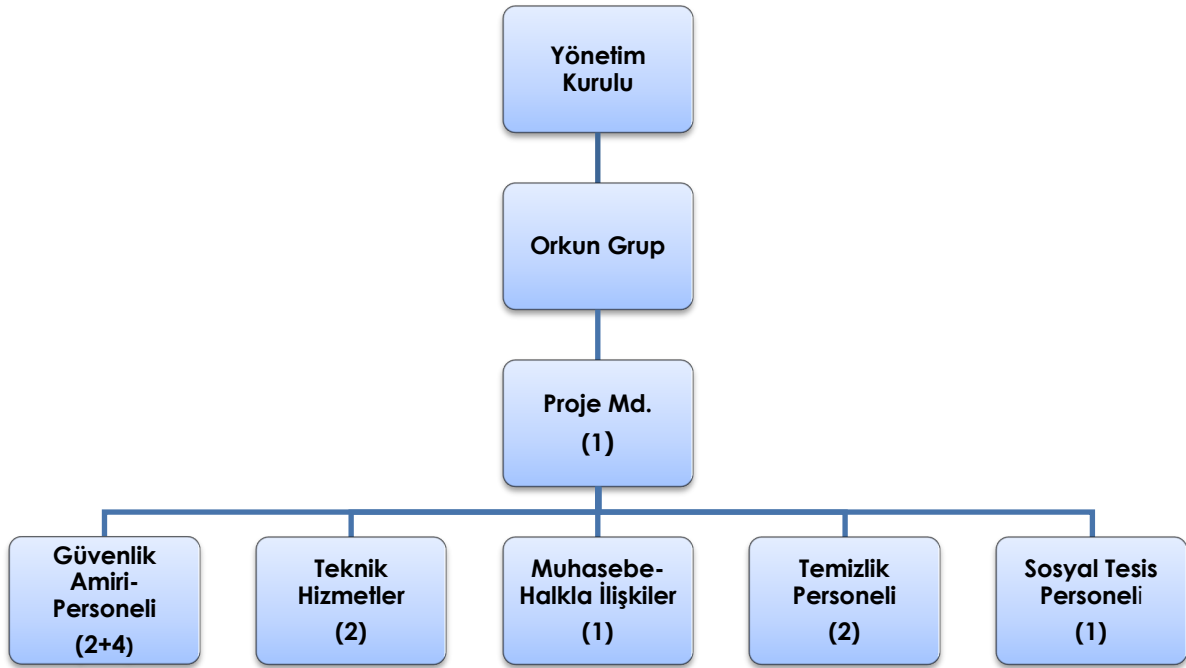 Yönetim
Kurulu
Orkun Grup
Proje Md.
(1)
Güvenlik
Amiri-
Personeli
(2+4)
Teknik
Hizmetler
(2)
Muhasebe-
Halkla İlişkiler
(1)
Temizlik
Personeli
(2)
Sosyal Tesis
Personeli
(1)